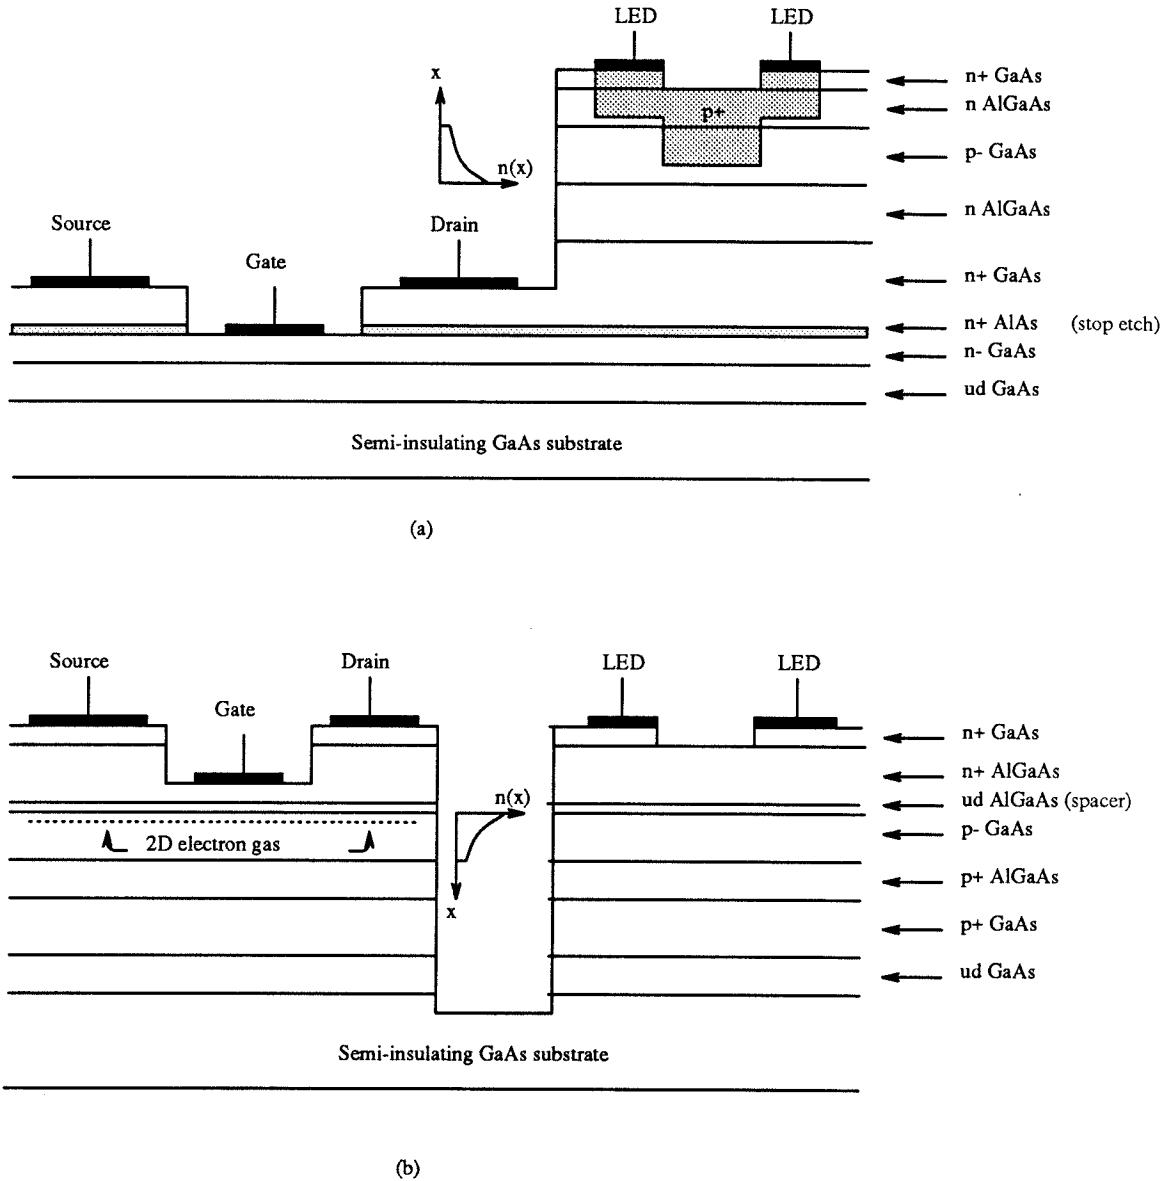 LED LED
n+ GaAs
x
n AlGaAs
p+
p- GaAs
n(x)
n AlGaAs
Source Drain
Gate
n+ GaAs
n+ AlAs (stop etch)
n- GaAs
ud GaAs
Semi-insulating GaAs substrate
(a)
Source Drain LED LED
Gate
n+ GaAs
n+ AlGaAs
n(x)
ud AlGaAs (spacer)
p- GaAs
2D electron gas
p+ AlGaAs
x
p+ GaAs
ud GaAs
Semi-insulating GaAs substrate
(b)